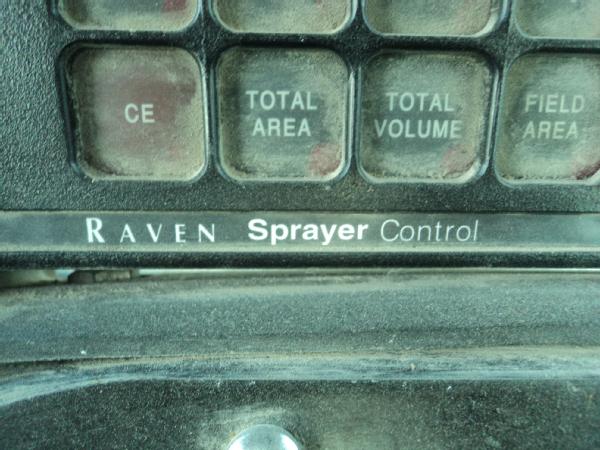 CE
TOTAL
AREA
TOTAL
VOLUME
FIELD
AREA
RAVEN Sprayer Control